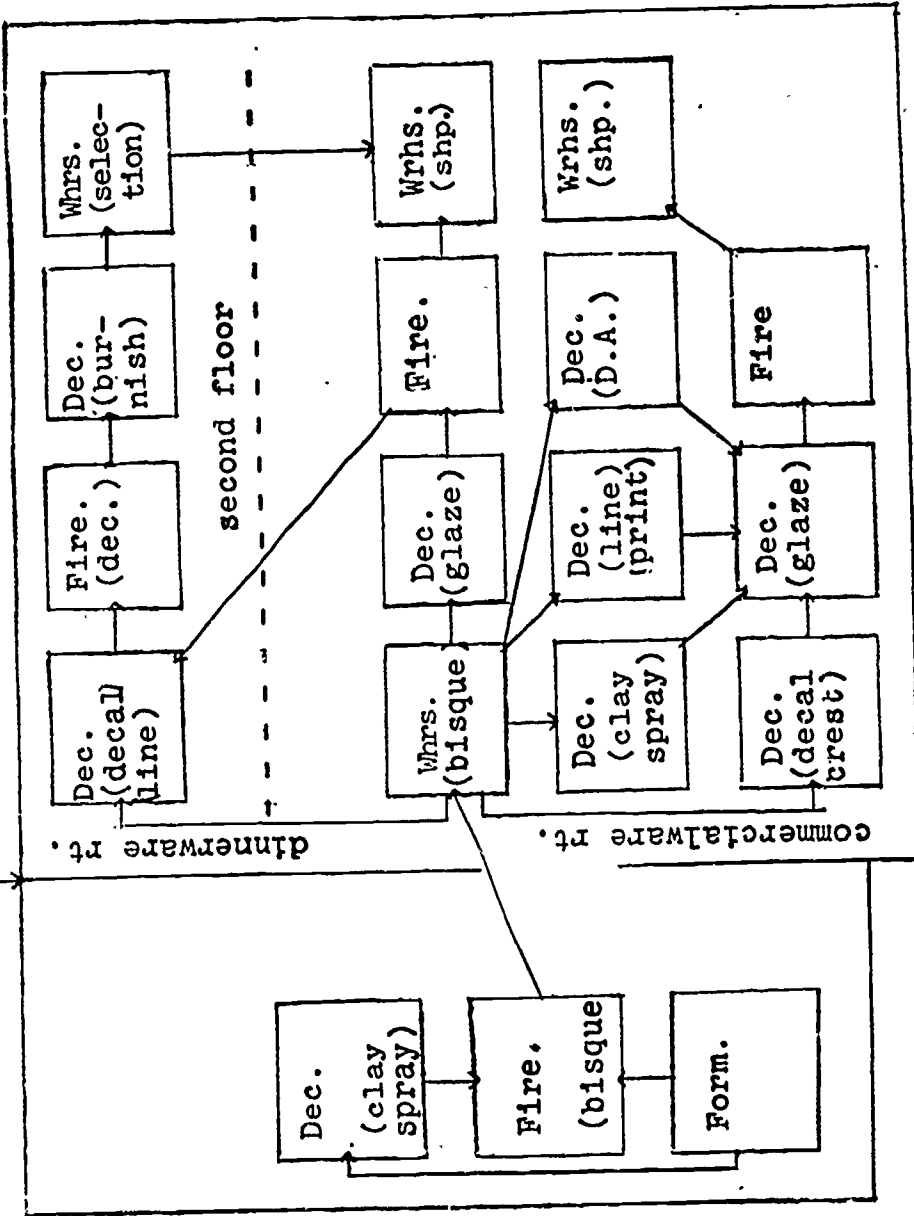 Dec.
(decal/
line)
Fire.
(dec.)
Dec.
(bur-
nish)
Whrs.
(selec-
tion)
second floor
dinnerware rt.
Dec.
(clay
spray)
Fire.
(bisque
Form.
Whrs.
(bisque)
Dec.
(glaze)
Fire.
Wrhs.
(shp.)
Dec.
(clay
spray)
Dec.
(line)
(print)
Dec.
(D.A.)
Wrhs.
(shp.)
commercialware rt.
Dec.
(decal
crest)
Dec.
(glaze)
Fire